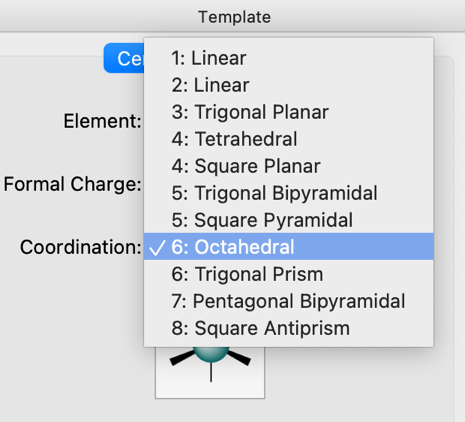 Template
Ce
Element:
Formal Charge:
Coordination:
1: Linear
2: Linear
3: Trigonal Planar
4: Tetrahedral
4: Square Planar
5: Trigonal Bipyramidal
5: Square Pyramidal
✓ 6: Octahedral
6: Trigonal Prism
7: Pentagonal Bipyramidal
8: Square Antiprism